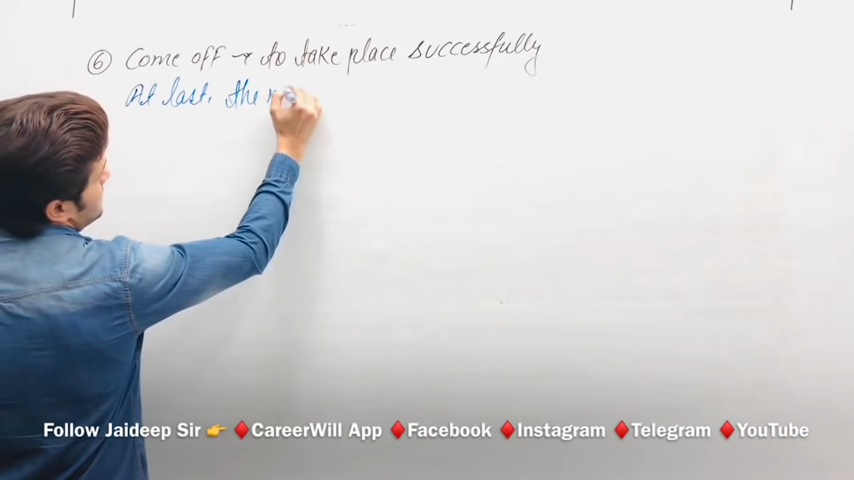 6 Come off → to take place successfully
At last, the
Follow Jaideep Sir 👉 ♦CareerWill App ♦Facebook ♦Instagram ♦Telegram ♦YouTube